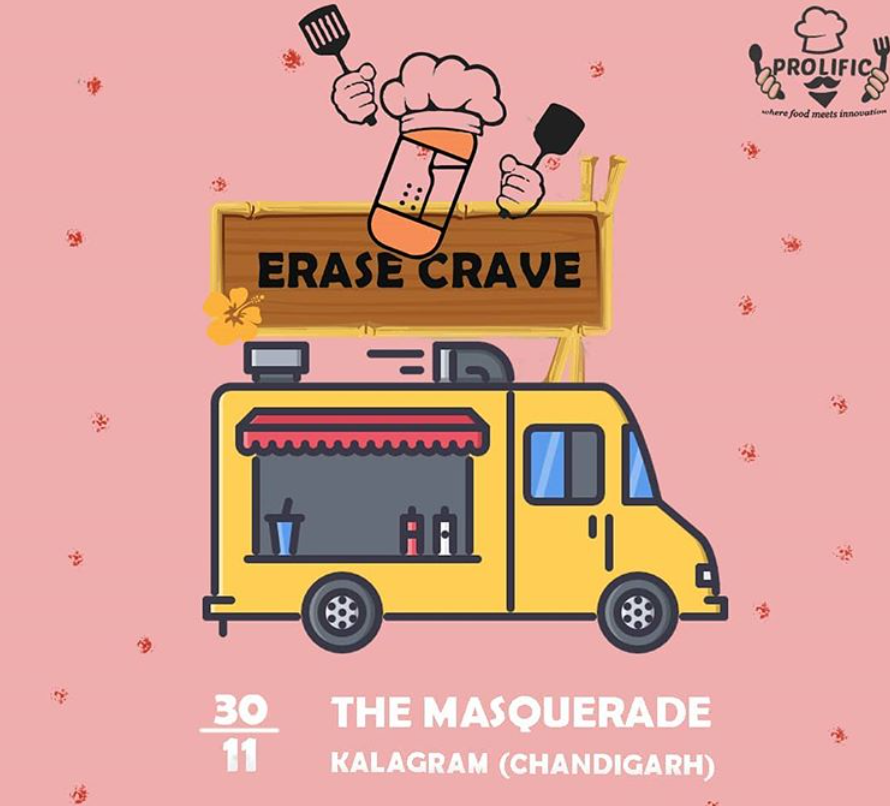 PROLIFIC
where food meets innovation
ERASE CRAVE
30
11
THE MASQUERADE
KALAGRAM (CHANDIGARH)